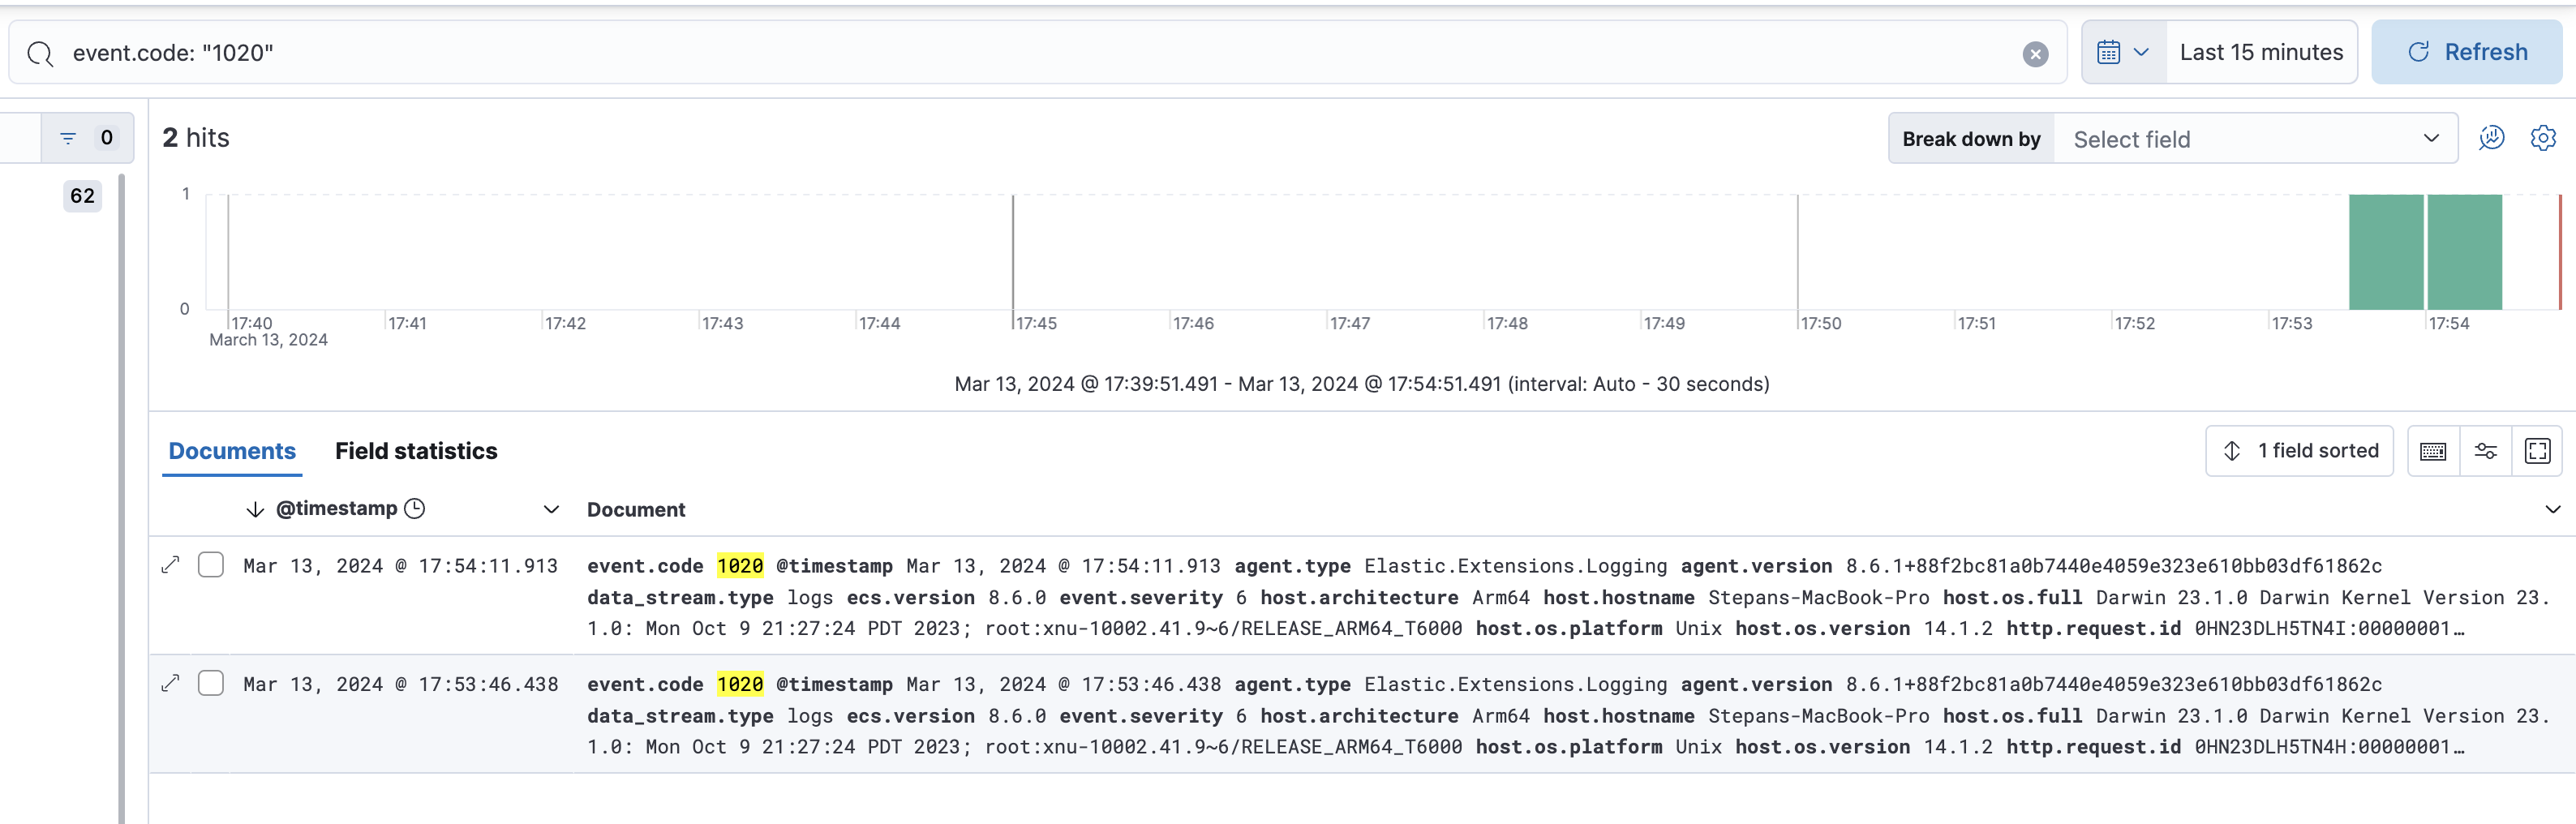 event.code: "1020"
Last 15 minutes
Refresh
0
2 hits
Break down by
Select field
62
1
0
17:40
17:41
17:42
17:43
17:44
17:45
17:46
17:47
17:48
17:49
17:50
17:51
17:52
17:53
17:54
March 13, 2024
Mar 13, 2024 @ 17:39:51.491 - Mar 13, 2024 @ 17:54:51.491 (interval: Auto - 30 seconds)
Documents
Field statistics
1 field sorted
@timestamp
Document
Mar 13, 2024 @ 17:54:11.913
event.code 1020 @timestamp Mar 13, 2024 @ 17:54:11.913 agent.type Elastic.Extensions.Logging agent.version 8.6.1+88f2bc81a0b7440e4059e323e610bb03df61862c
data_stream.type logs ecs.version 8.6.0 event.severity 6 host.architecture Arm64 host.hostname Stepans-MacBook-Pro host.os.full Darwin 23.1.0 Darwin Kernel Version 23.
1.0: Mon Oct 9 21:27:24 PDT 2023; root:xnu-10002.41.9~6/RELEASE_ARM64_T6000 host.os.platform Unix host.os.version 14.1.2 http.request.id 0HN23DLH5TN4I:00000001…
Mar 13, 2024 @ 17:53:46.438
event.code 1020 @timestamp Mar 13, 2024 @ 17:53:46.438 agent.type Elastic.Extensions.Logging agent.version 8.6.1+88f2bc81a0b7440e4059e323e610bb03df61862c
data_stream.type logs ecs.version 8.6.0 event.severity 6 host.architecture Arm64 host.hostname Stepans-MacBook-Pro host.os.full Darwin 23.1.0 Darwin Kernel Version 23.
1.0: Mon Oct 9 21:27:24 PDT 2023; root:xnu-10002.41.9~6/RELEASE_ARM64_T6000 host.os.platform Unix host.os.version 14.1.2 http.request.id 0HN23DLH5TN4H:00000001…